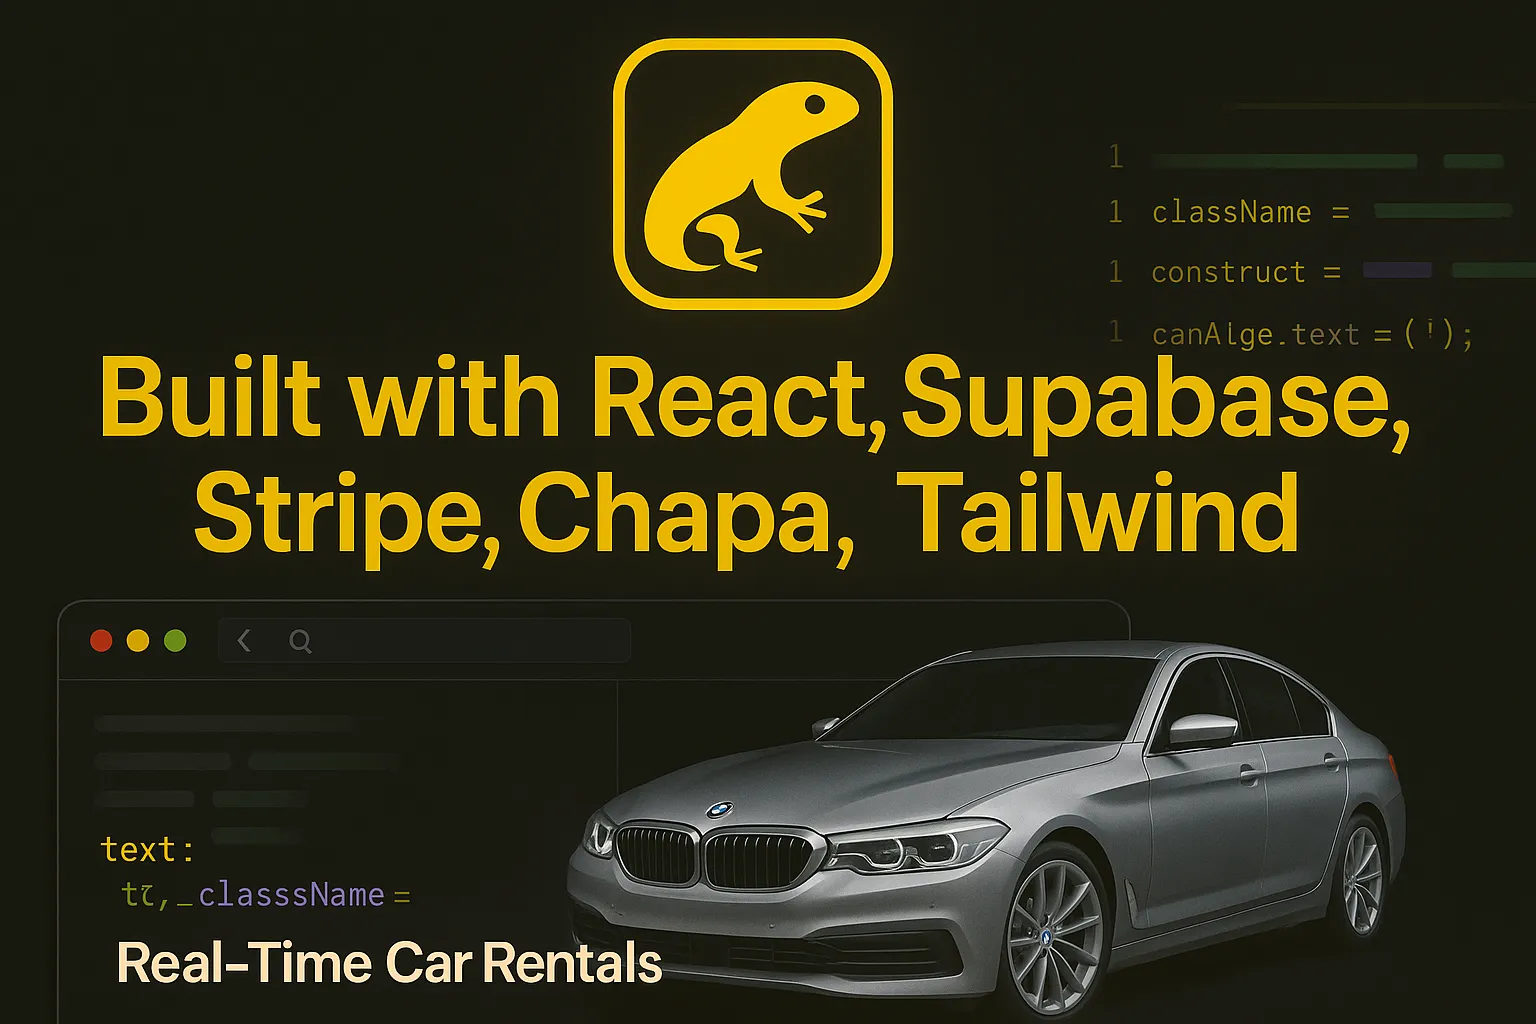 1
1 className =
1 construct =
1 canAlge.text = (!);
Built with React, Supabase,
Stripe, Chapa, Tailwind
text:
_classsName =
Real-Time Car Rentals